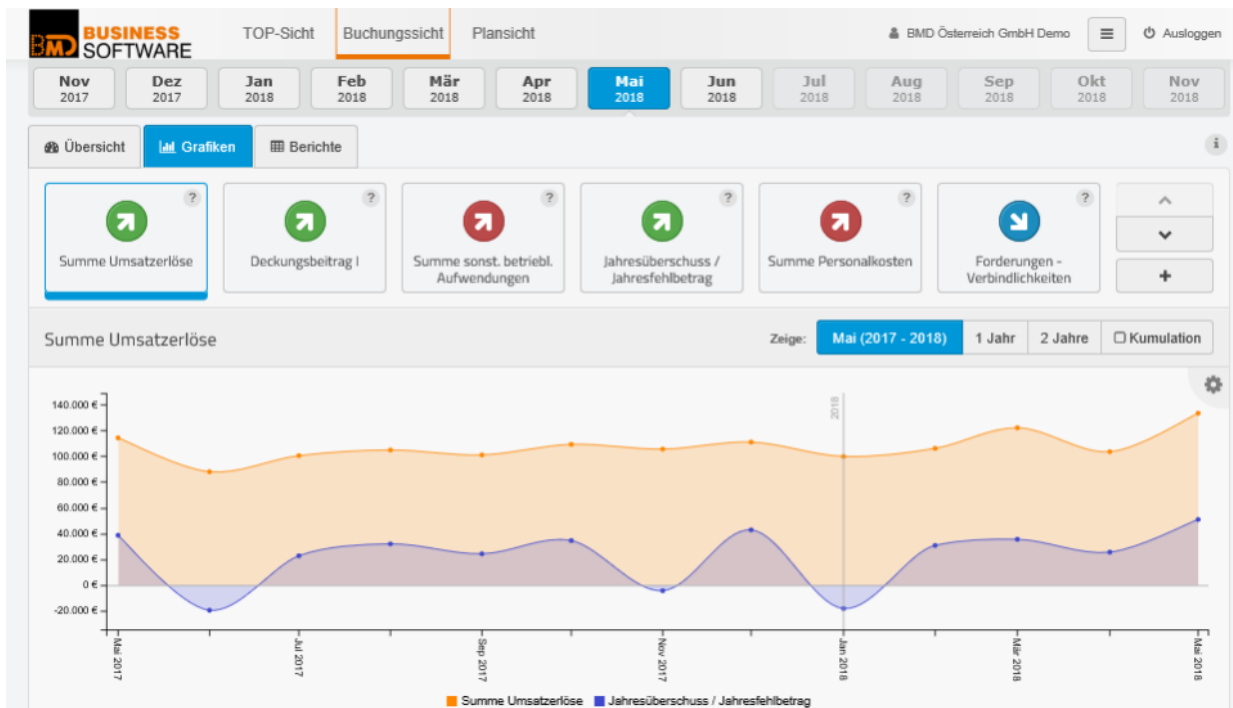 BMD BUSINESS SOFTWARE
TOP-Sicht Buchungssicht Plansicht BMD Österreich GmbH Demo Ausloggen
Nov Dez Jan Feb Mär Apr Mai Jun Jul Aug Sep Okt Nov
2017 2017 2018 2018 2018 2018 2018 2018 2018 2018 2018 2018 2018
Übersicht Grafiken Berichte i
? ? ? ? ? ?
Summe Umsatzerlöse Deckungsbeitrag I Summe sonst. betriebl. Jahresüberschuss / Summe Personalkosten Forderungen -
Aufwendungen Jahresfehlbetrag Verbindlichkeiten
Summe Umsatzerlöse Zeige: Mai (2017 - 2018) 1 Jahr 2 Jahre Kumulation
2018
140.000 €
120.000 €
100.000 €
80.000 €
60.000 €
40.000 €
20.000 €
0 €
-20.000 €
Mai 2017 Jul 2017 Sep 2017 Nov 2017 Jan 2018 Mär 2018 Mai 2018
Summe Umsatzerlöse Jahresüberschuss / Jahresfehlbetrag